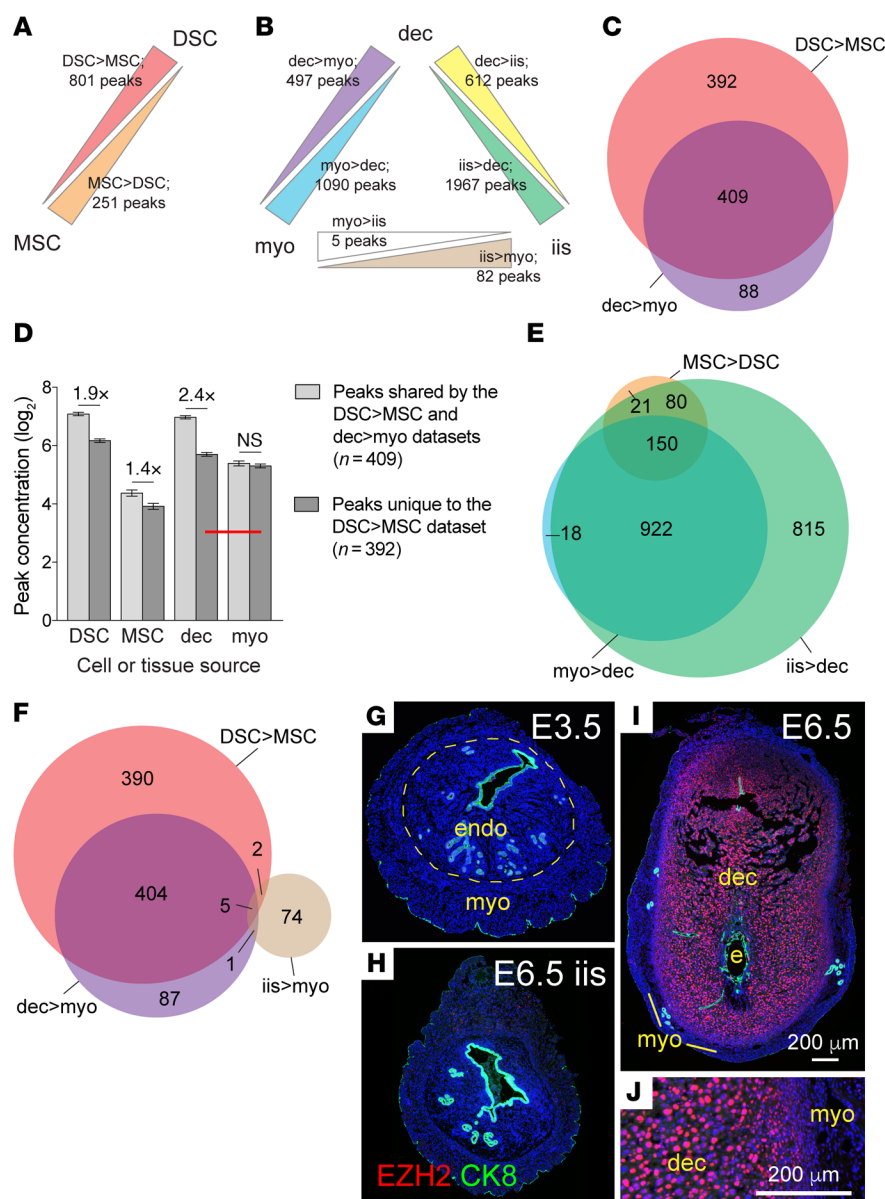 A
DSC
DSC>MSC;
801 peaks
MSC>DSC;
251 peaks
MSC
B
dec
dec>myo;
497 peaks
dec>iis;
612 peaks
myo>dec;
1090 peaks
iis>dec;
1967 peaks
myo
myo>iis
5 peaks
iis
iis>myo;
82 peaks
C
DSC>MSC
392
409
88
dec>myo
D
Peak concentration (log2)
8
6
4
2
0
1.9×
1.4×
2.4×
NS
DSC
MSC
dec
myo
Cell or tissue source
Peaks shared by the
DSC>MSC and
dec>myo datasets
(n = 409)
Peaks unique to the
DSC>MSC dataset
(n = 392)
E
MSC>DSC
21
80
150
18
922
815
myo>dec
iis>dec
F
DSC>MSC
390
2
404
5
74
1
87
dec>myo
iis>myo
G
E3.5
endo
myo
H
E6.5 iis
EZH2 CK8
I
E6.5
dec
e
myo
200 μm
J
myo
dec
200 μm